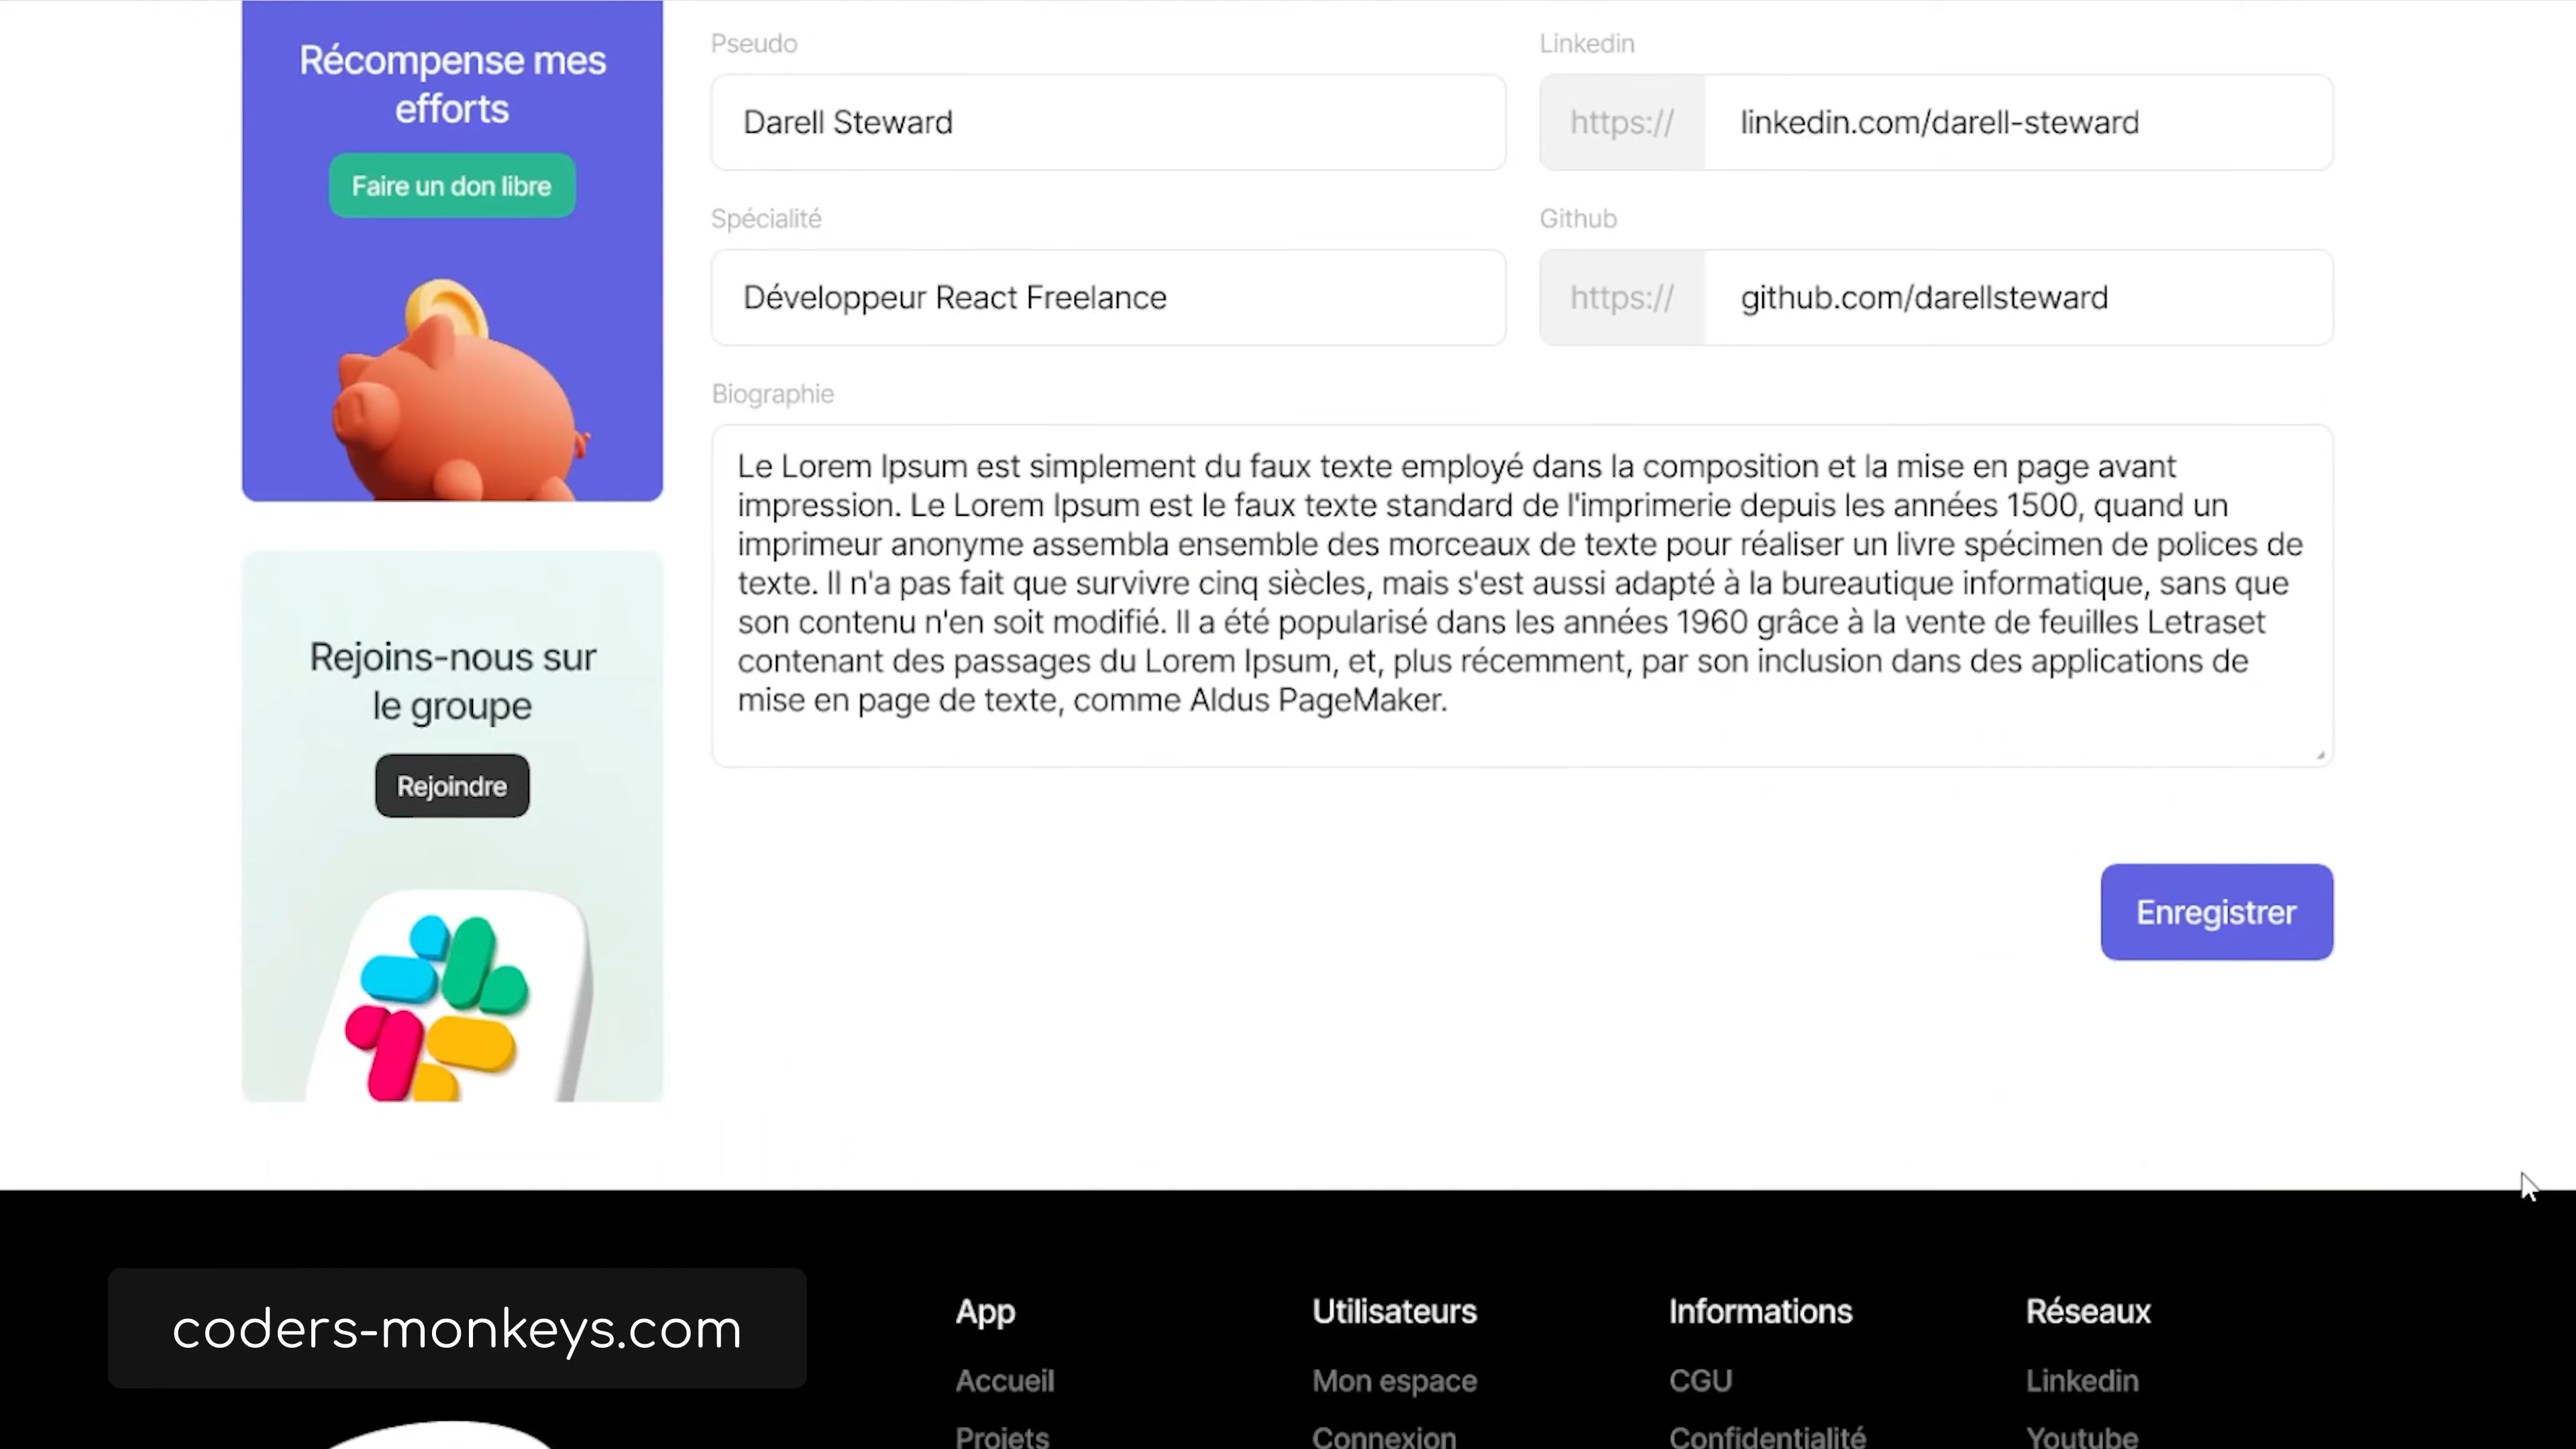 Récompense mes
efforts
Faire un don libre
Rejoins-nous sur
le groupe
Rejoindre
Pseudo
Darell Steward
Linkedin
https:// linkedin.com/darell-steward
Spécialité
Développeur React Freelance
Github
https:// github.com/darellsteward
Biographie
Le Lorem Ipsum est simplement du faux texte employé dans la composition et la mise en page avant
impression. Le Lorem Ipsum est le faux texte standard de l'imprimerie depuis les années 1500, quand un
imprimeur anonyme assembla ensemble des morceaux de texte pour réaliser un livre spécimen de polices de
texte. Il n'a pas fait que survivre cinq siècles, mais s'est aussi adapté à la bureautique informatique, sans que
son contenu n'en soit modifié. Il a été popularisé dans les années 1960 grâce à la vente de feuilles Letraset
contenant des passages du Lorem Ipsum, et, plus récemment, par son inclusion dans des applications de
mise en page de texte, comme Aldus PageMaker.
Enregistrer
coders-monkeys.com
App
Accueil
Projets
Utilisateurs
Mon espace
Connexion
Informations
CGU
Confidentialité
Réseaux
Linkedin
Youtube